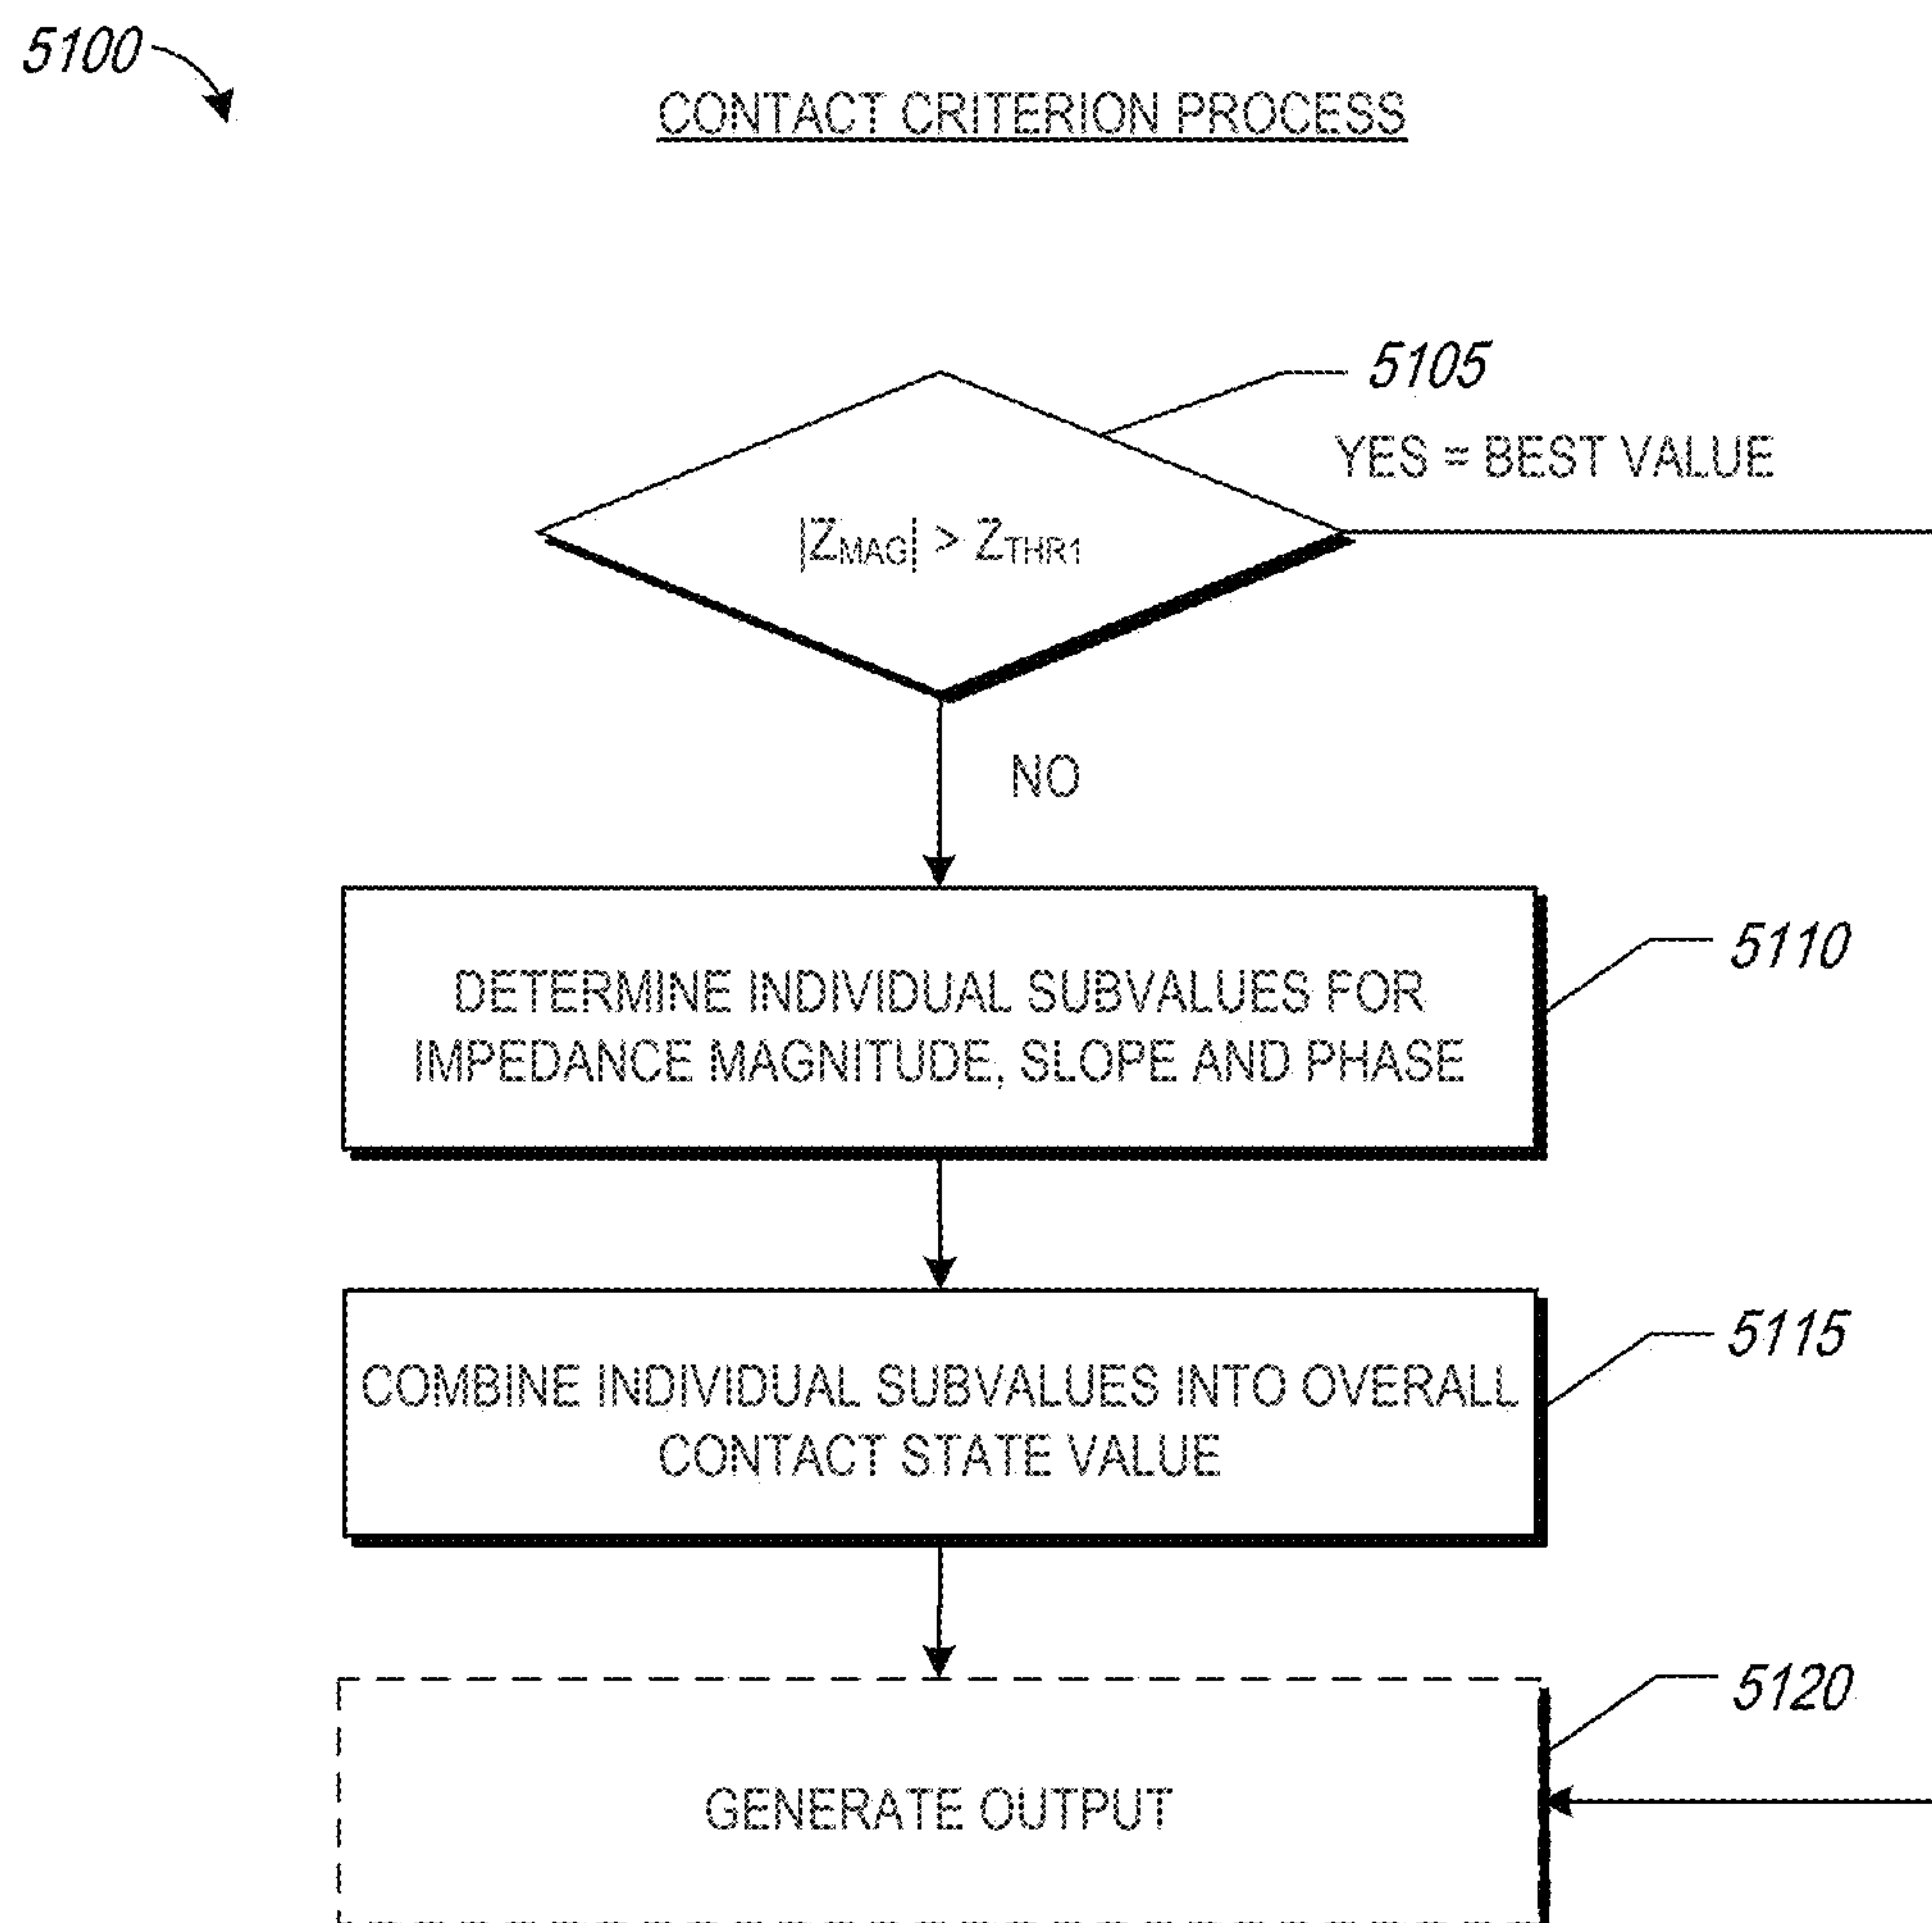 5100
CONTACT CRITERION PROCESS
5105
YES = BEST VALUE
|ZMAG| > ZTHR1
NO
5110
DETERMINE INDIVIDUAL SUBVALUES FOR
IMPEDANCE MAGNITUDE, SLOPE AND PHASE
5115
COMBINE INDIVIDUAL SUBVALUES INTO OVERALL
CONTACT STATE VALUE
5120
GENERATE OUTPUT